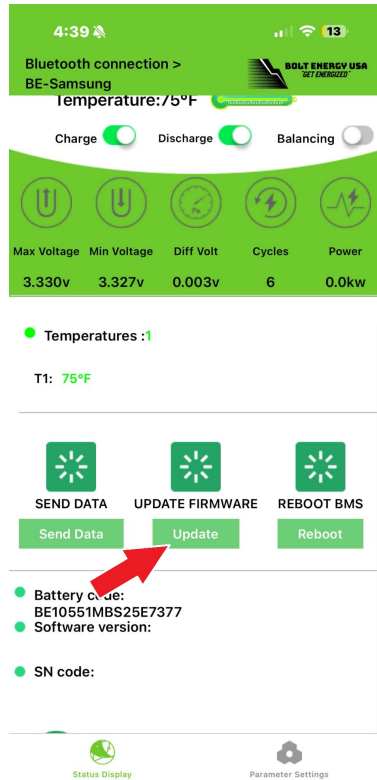 4:39
13
Bluetooth connection >
BE-Samsung
BOLT ENERGY USA
"GET ENERGIZED"
Temperature:75°F
Charge
Discharge
Balancing
Max Voltage Min Voltage Diff Volt Cycles Power
3.330v 3.327v 0.003v 6 0.0kw
Temperatures :1
T1: 75°F
SEND DATA UPDATE FIRMWARE REBOOT BMS
Send Data Update Reboot
Battery code:
BE10551MBS25E7377
Software version:
SN code:
Status Display Parameter Settings